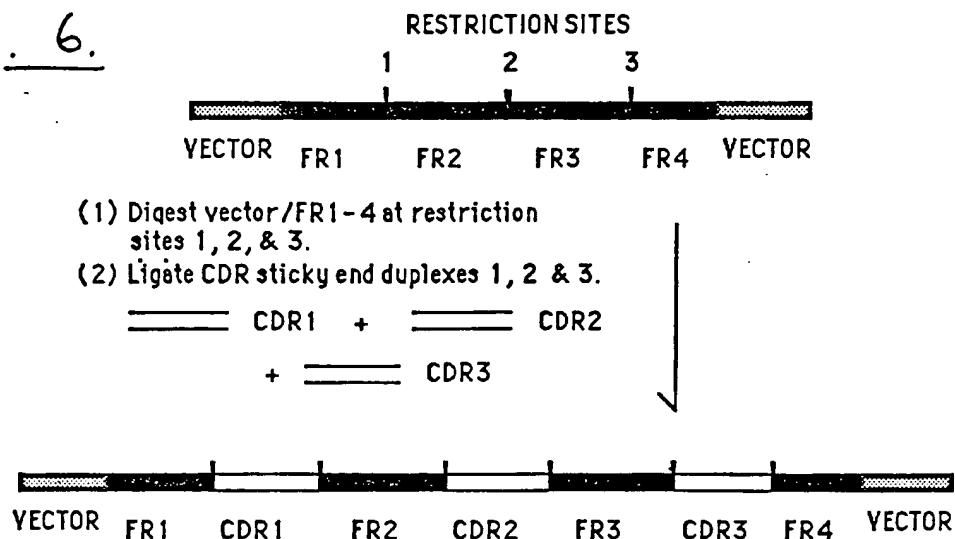 . 6.
RESTRICTION SITES
1 2 3
VECTOR FR1 FR2 FR3 FR4 VECTOR
(1) Digest vector/FR1-4 at restriction
sites 1, 2, & 3.
(2) Ligate CDR sticky end duplexes 1, 2 & 3.
CDR1 + CDR2
+ CDR3
VECTOR FR1 CDR1 FR2 CDR2 FR3 CDR3 FR4 VECTOR